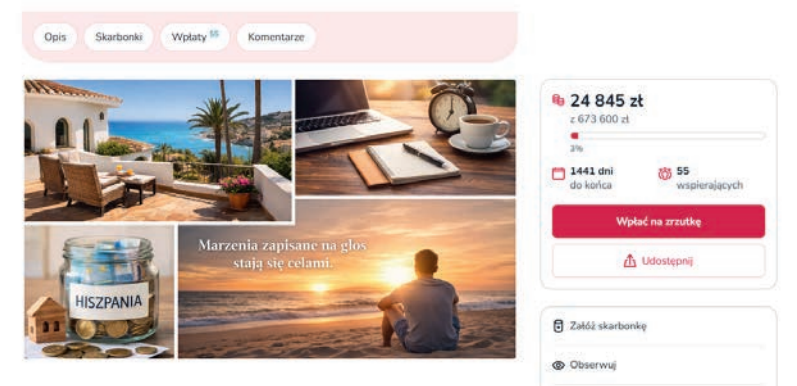 Opis
Skarbonki
Wpłaty 55
Komentarze
24 845 zł
z 673 600 zł
3%
1441 dni
do końca
55
wspierających
Wpłać na zrzutkę
Udostępnij
Marzenia zapisane na głos
stają się celami.
HISZPANIA
Załóż skarbonkę
Obserwuj